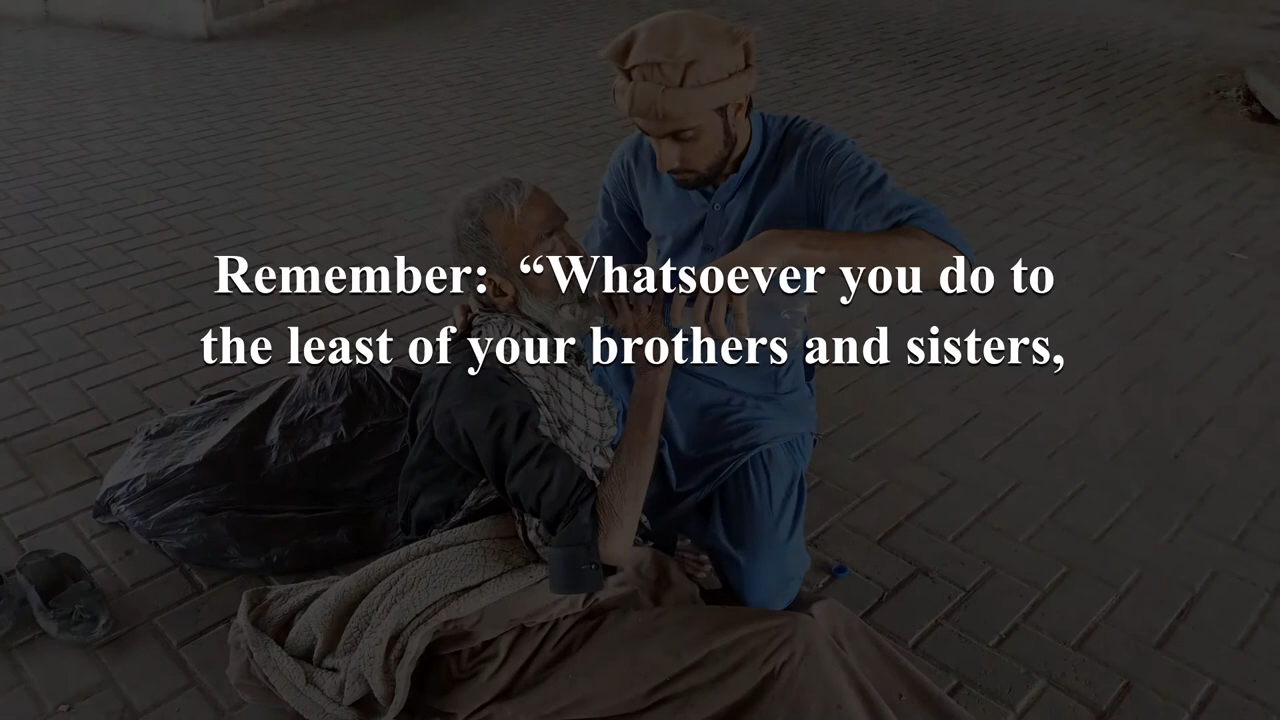 Remember:  “Whatsoever you do to
the least of your brothers and sisters,